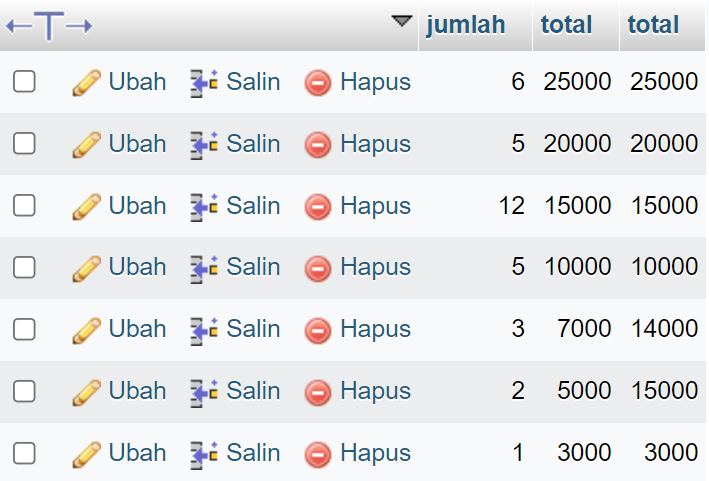 jumlah total total
Ubah Salin Hapus 6 25000 25000
Ubah Salin Hapus 5 20000 20000
Ubah Salin Hapus 12 15000 15000
Ubah Salin Hapus 5 10000 10000
Ubah Salin Hapus 3 7000 14000
Ubah Salin Hapus 2 5000 15000
Ubah Salin Hapus 1 3000 3000